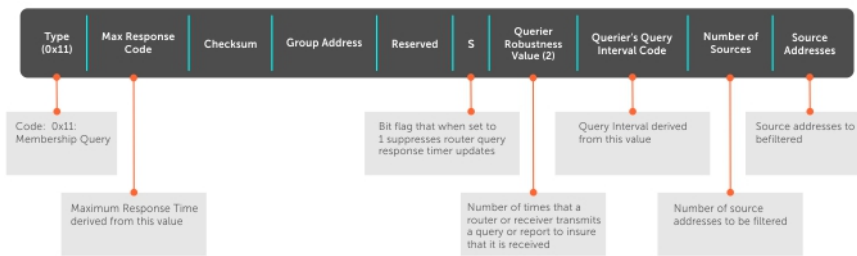 Type
(0x11)
Max Response
Code
Checksum
Group Address
Reserved
S
Querier
Robustness
Value (2)
Querier's Query
Interval Code
Number of
Sources
Source
Addresses
Code: 0x11:
Membership Query
Bit flag that when set to
1 suppresses router query
response timer updates
Query Interval derived
from this value
Source addresses to
befiltered
Maximum Response Time
derived from this value
Number of times that a
router or receiver transmits
a query or report to insure
that it is received
Number of source
addresses to be filtered